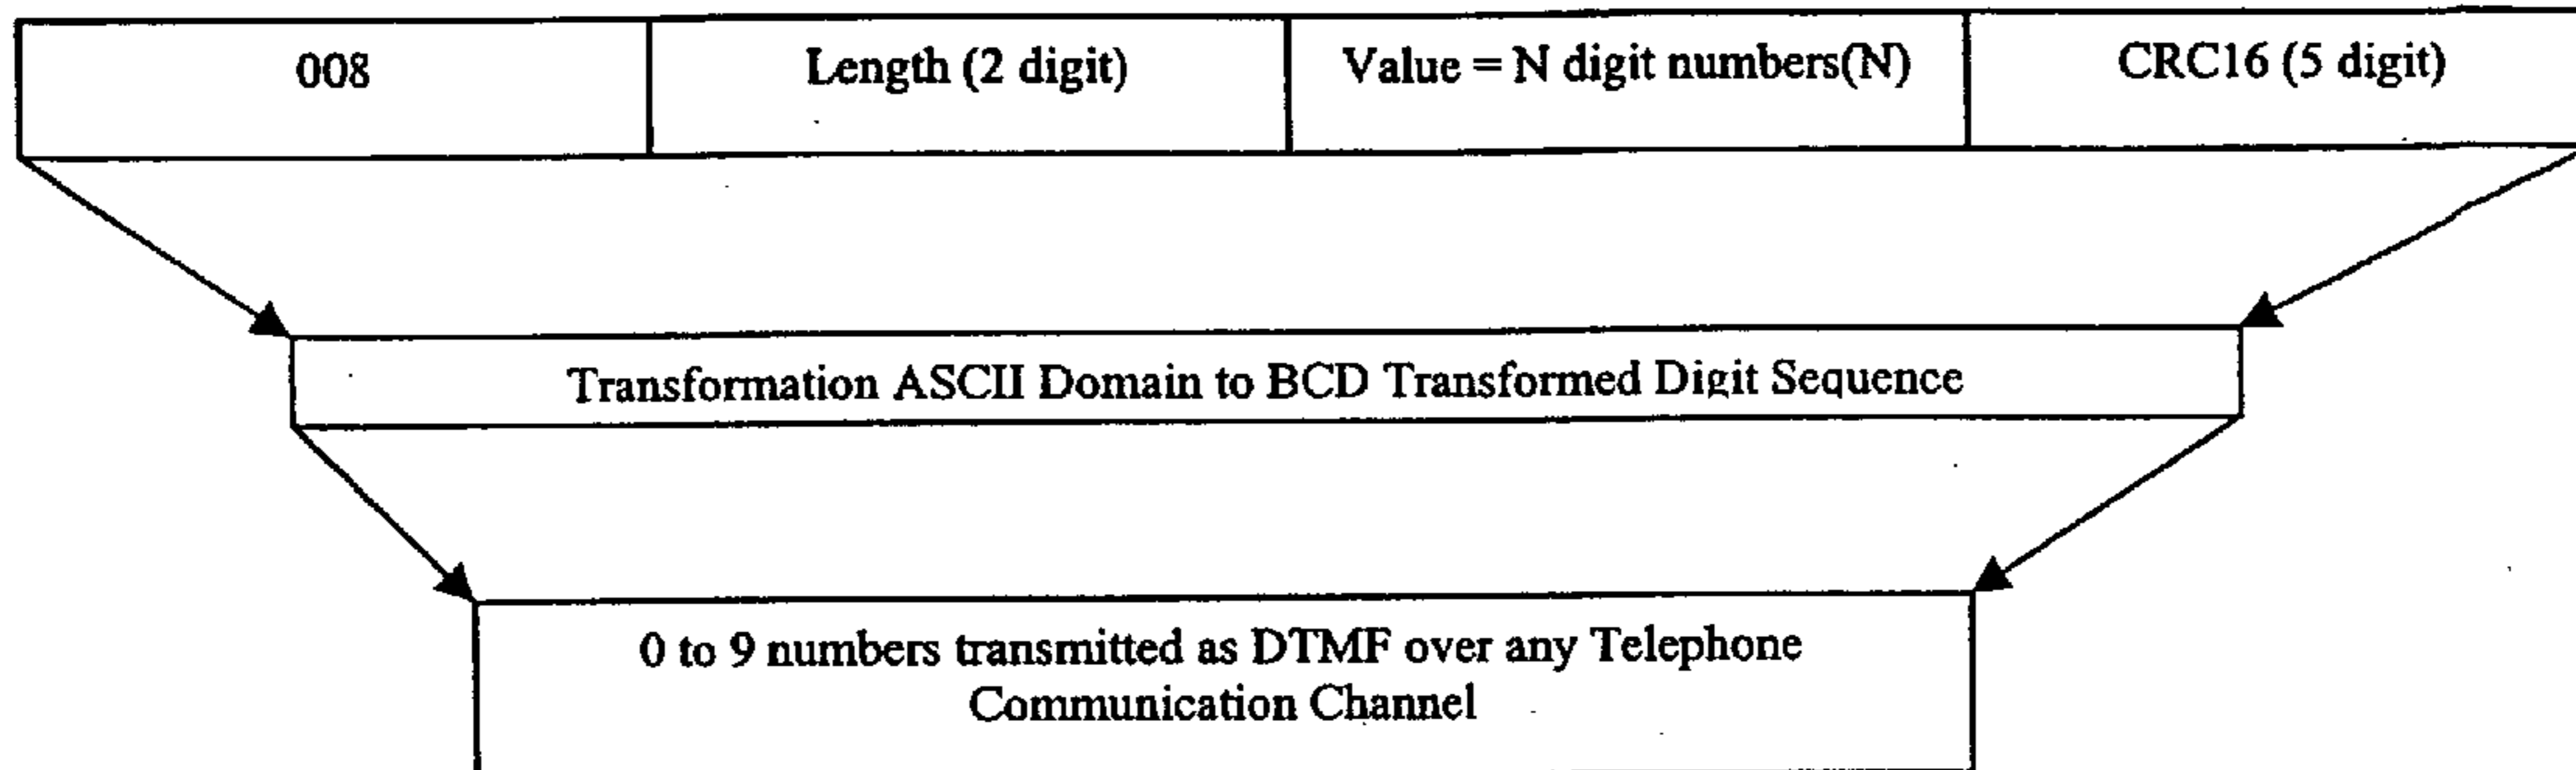 008
Length (2 digit)
Value = N digit numbers(N)
CRC16 (5 digit)
Transformation ASCII Domain to BCD Transformed Digit Sequence
0 to 9 numbers transmitted as DTMF over any Telephone
Communication Channel